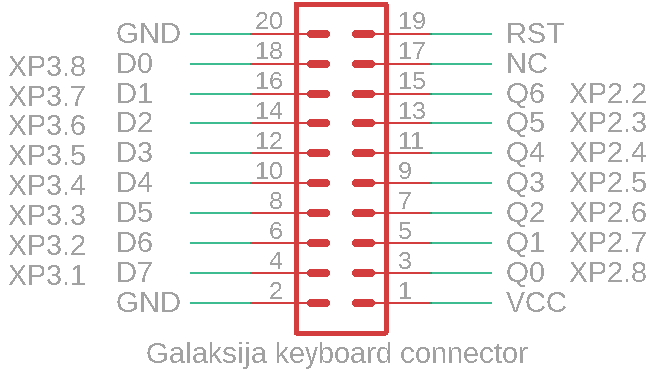 GND 20 19 RST
XP3.8 D0 18 17 NC
XP3.7 D1 16 15 Q6 XP2.2
XP3.6 D2 14 13 Q5 XP2.3
XP3.5 D3 12 11 Q4 XP2.4
XP3.4 D4 10 9 Q3 XP2.5
XP3.3 D5 8 7 Q2 XP2.6
XP3.2 D6 6 5 Q1 XP2.7
XP3.1 D7 4 3 Q0 XP2.8
GND 2 1 VCC
Galaksija keyboard connector